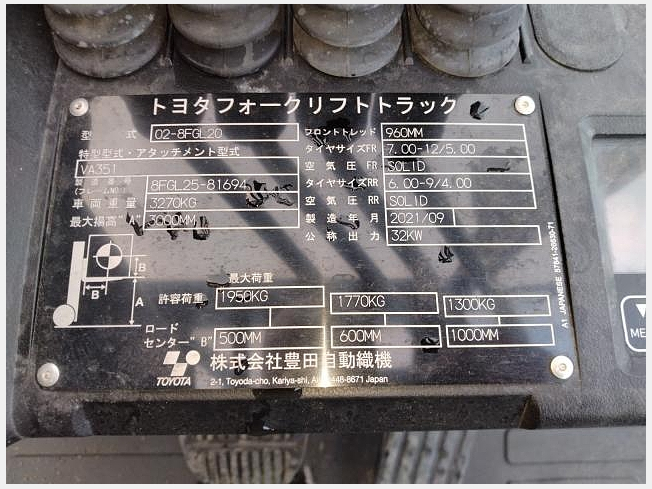 トヨタフォークリフトトラック
型 式 02-8FGL20
特型型式・アタッチメント型式
VA351
8FGL25-81694
車両重量 3270KG
最大揚高"A" 3000MM
フロントトレッド 960MM
タイヤサイズFR 7.00-12/5.00
空気圧FR SOLID
タイヤサイズRR 6.00-9/4.00
空気圧RR SOLID
製造年月 2021/09
公称出力 32KW
B
B
A
最大荷重
許容荷重 1950KG 1770KG 1300KG
ロード
センター"B" 500MM 600MM 1000MM
TOYOTA
株式会社豊田自動織機
2-1, Toyoda-cho, Kariya-shi, 448-8671 Japan
A1 JAPANESE